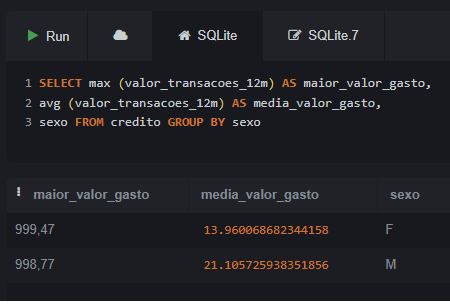 Run SQLite SQLite.7
1 SELECT max (valor_transacoes_12m) AS maior_valor_gasto,
2 avg (valor_transacoes_12m) AS media_valor_gasto,
3 sexo FROM credito GROUP BY sexo
maior_valor_gasto media_valor_gasto sexo
999,47 13.960068682344158 F
998,77 21.105725938351856 M